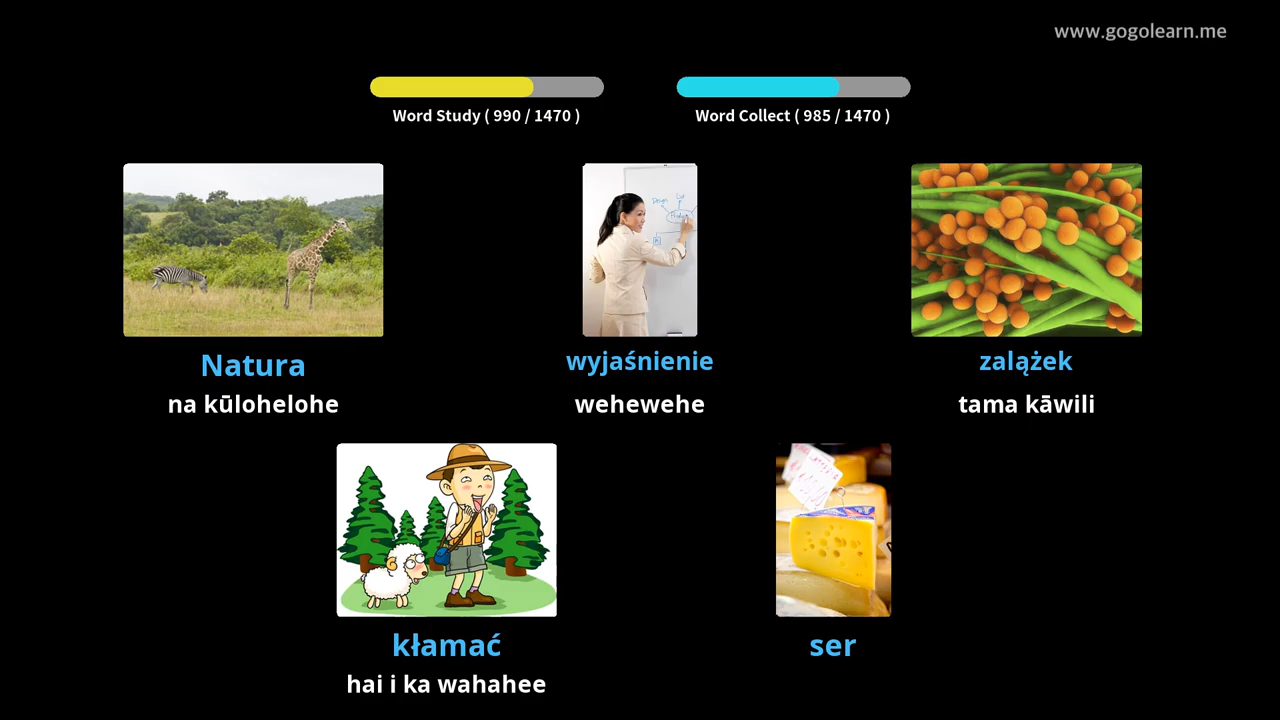 www.gogolearn.me
Word Study ( 990 / 1470 )
Word Collect ( 985 / 1470 )
Natura
na kūlohelohe
wyjaśnienie
wehewehe
zalążek
tama kāwili
kłamać
hai i ka wahahee
ser